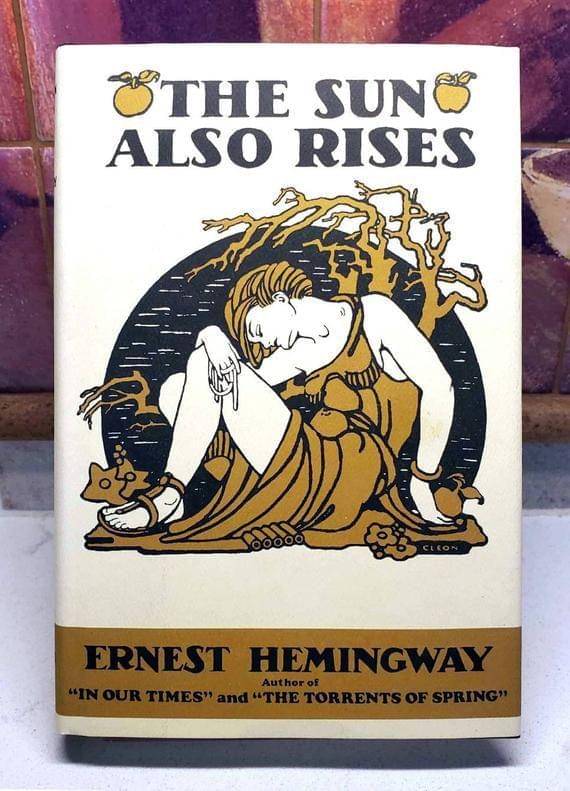 THE SUN
ALSO RISES
CLEON
ERNEST HEMINGWAY
Author of
“IN OUR TIMES” and “THE TORRENTS OF SPRING”